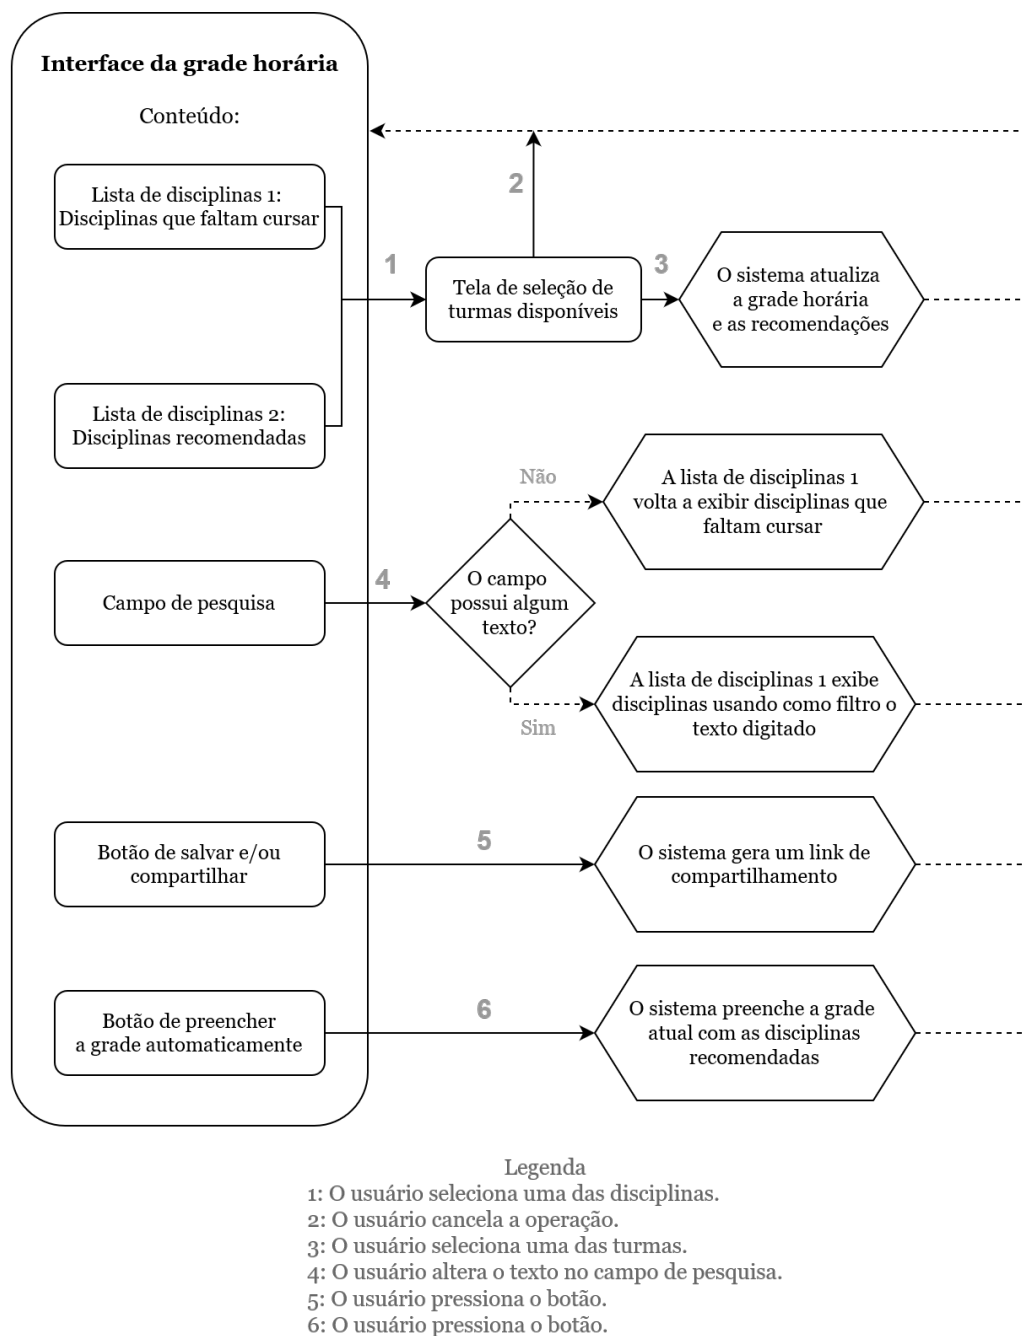 Interface da grade horária
Conteúdo:
Lista de disciplinas 1:
Disciplinas que faltam cursar
1
2
Tela de seleção de
turmas disponíveis
3
O sistema atualiza
a grade horária
e as recomendações
Lista de disciplinas 2:
Disciplinas recomendadas
Campo de pesquisa
4
O campo
possui algum
texto?
Não
A lista de disciplinas 1
volta a exibir disciplinas que
faltam cursar
Sim
A lista de disciplinas 1 exibe
disciplinas usando como filtro o
texto digitado
Botão de salvar e/ou
compartilhar
5
O sistema gera um link de
compartilhamento
Botão de preencher
a grade automaticamente
6
O sistema preenche a grade
atual com as disciplinas
recomendadas
Legenda
1: O usuário seleciona uma das disciplinas.
2: O usuário cancela a operação.
3: O usuário seleciona uma das turmas.
4: O usuário altera o texto no campo de pesquisa.
5: O usuário pressiona o botão.
6: O usuário pressiona o botão.